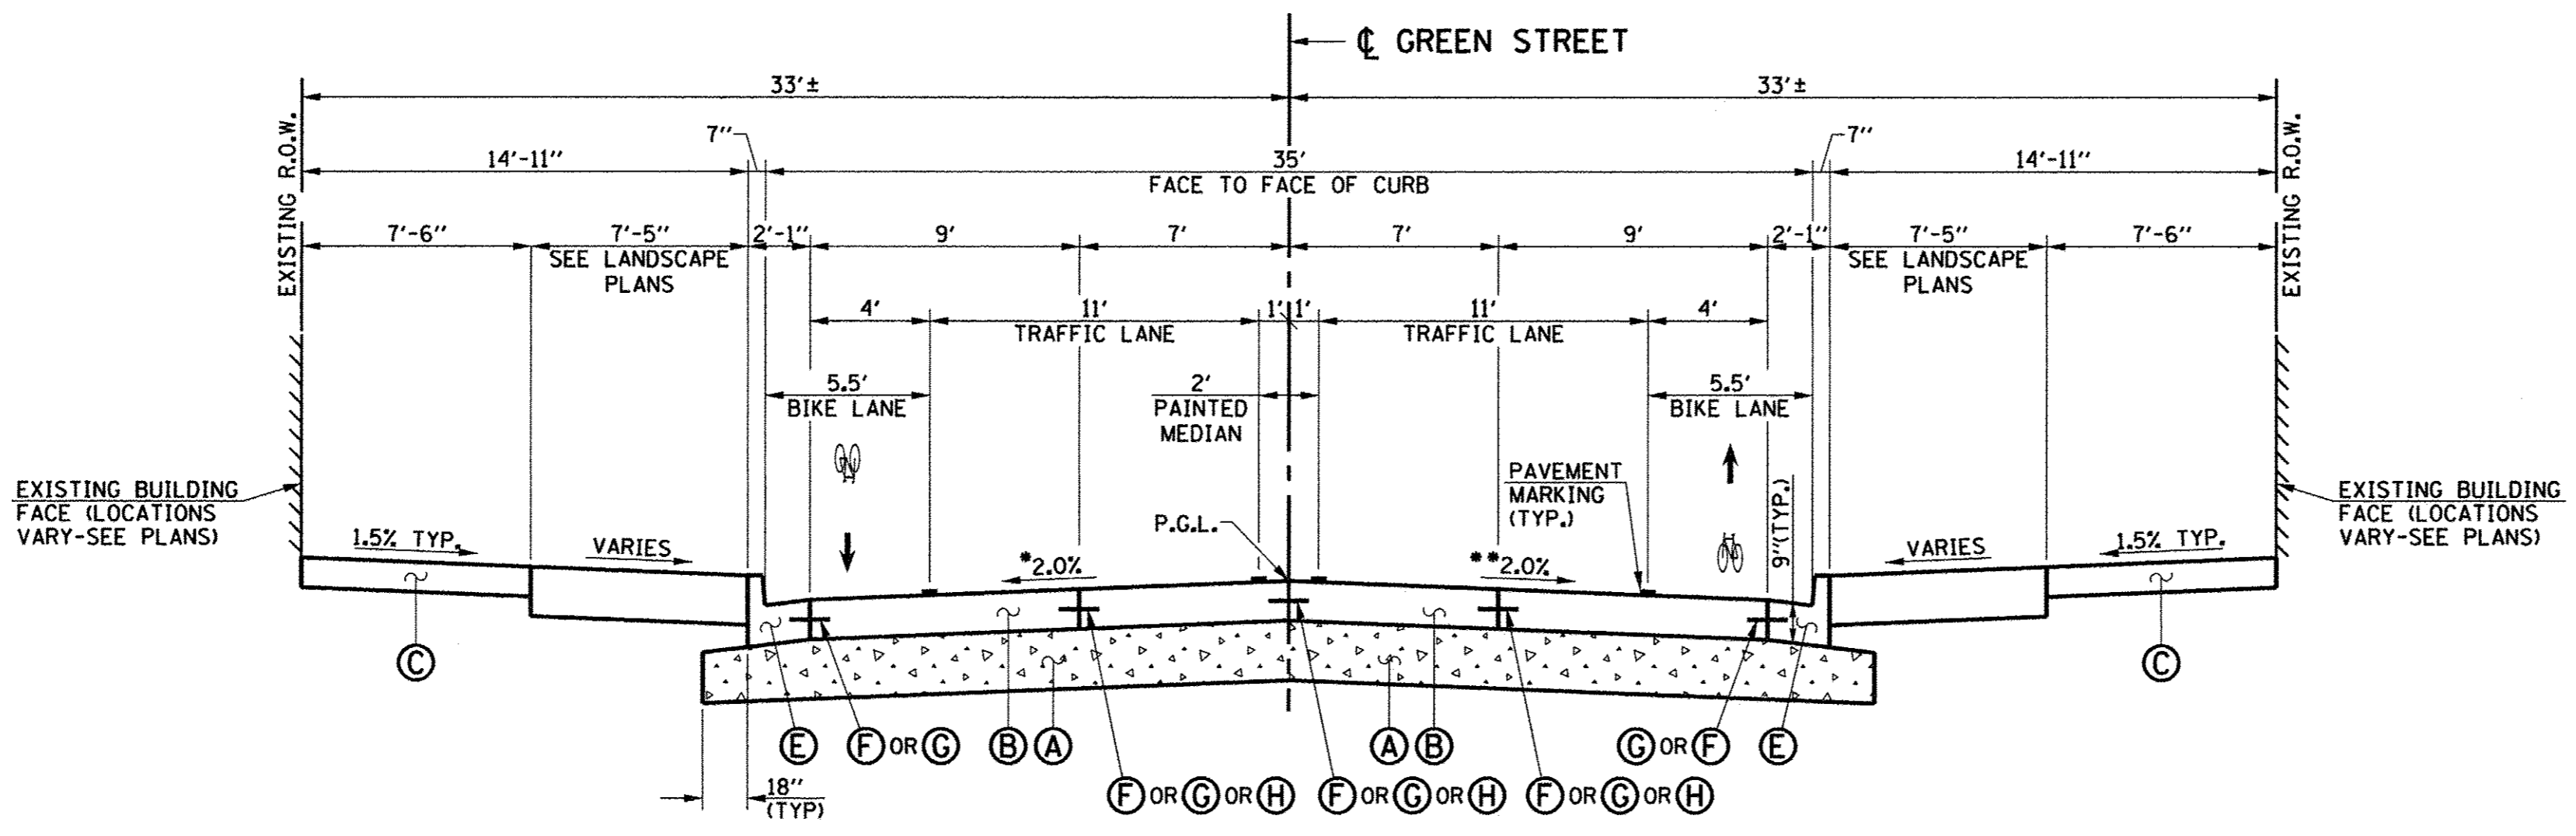 ℄ GREEN STREET
33'± 33'±
7'' 7''
14'-11'' 35' 14'-11''
FACE TO FACE OF CURB
EXISTING R.O.W.
EXISTING R.O.W.
7'-6'' 7'-5'' 2'-1'' 9' 7' 7' 9' 2'-1'' 7'-5'' 7'-6''
SEE LANDSCAPE
PLANS
SEE LANDSCAPE
PLANS
4' 11' 1' 1' 11' 4'
TRAFFIC LANE TRAFFIC LANE
5.5' 2' 5.5'
BIKE LANE
PAINTED
MEDIAN
BIKE LANE
PAVEMENT
MARKING
(TYP.)
9''(TYP.)
EXISTING BUILDING
FACE (LOCATIONS
VARY-SEE PLANS)
EXISTING BUILDING
FACE (LOCATIONS
VARY-SEE PLANS)
P.G.L.
1.5% TYP. VARIES *2.0% **2.0% VARIES 1.5% TYP.
C C
E F OR G B A A B G OR F E
F OR G OR H F OR G OR H F OR G OR H
18''
(TYP)